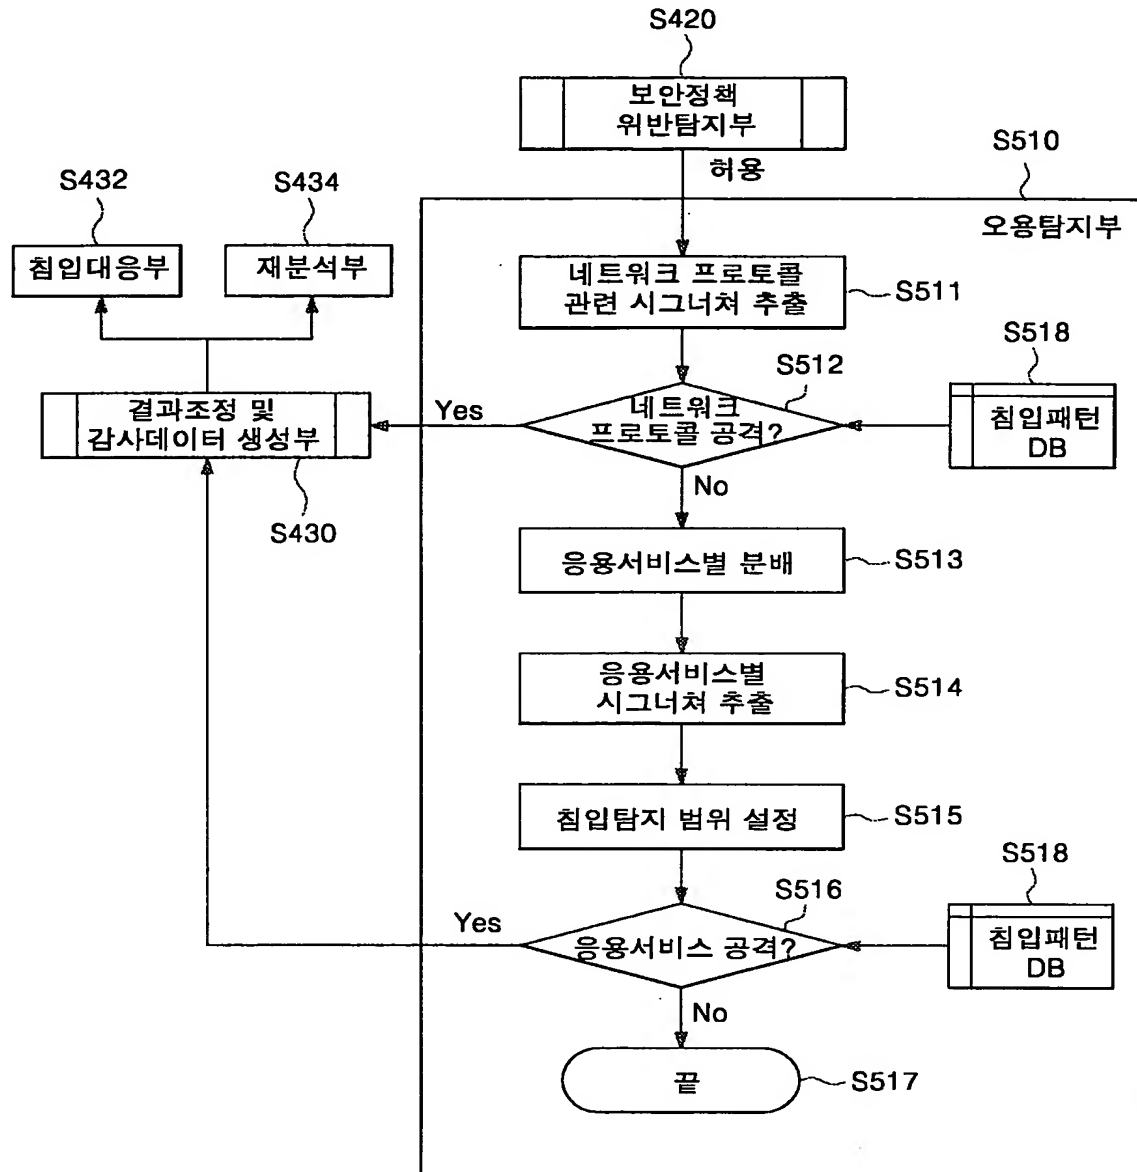 S420
보안정책
위반탐지부
허용
S510
오용탐지부
S432
S434
침입대응부
재분석부
네트워크 프로토콜
관련 시그너쳐 추출
S511
S518
S512
네트워크
프로토콜 공격?
침입패턴
DB
Yes
결과조정 및
감사데이터 생성부
S430
No
응용서비스별 분배
S513
응용서비스별
시그너쳐 추출
S514
침입탐지 범위 설정
S515
S518
S516
Yes
응용서비스 공격?
침입패턴
DB
No
끝
S517